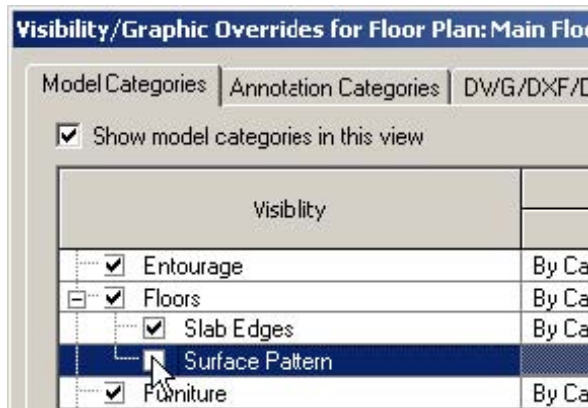 Visibility/Graphic Overrides for Floor Plan: Main Floo
Model Categories Annotation Categories DWG/DXF/D
Show model categories in this view
Visiblity
Entourage By Ca
Floors By Ca
Slab Edges By Ca
Surface Pattern
Furniture By Ca